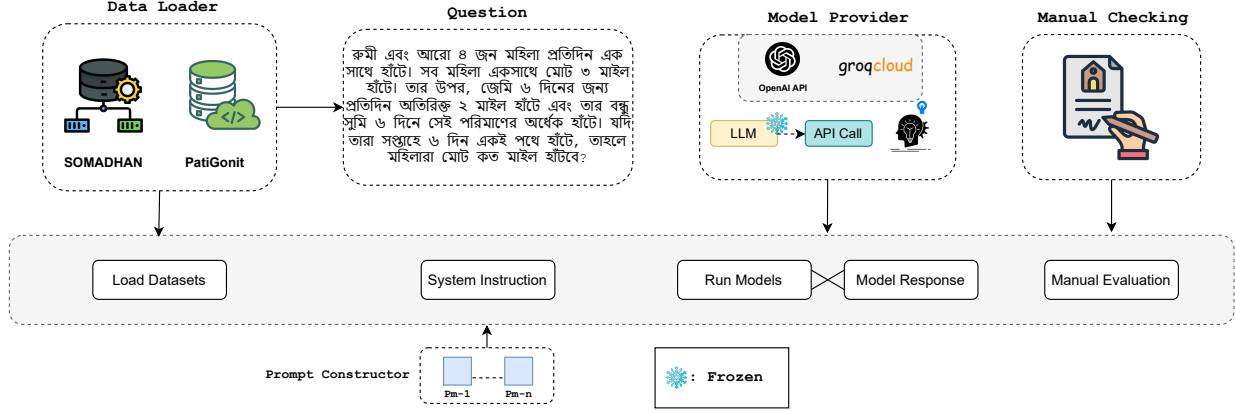 Data Loader
SOMADHAN
PatiGonit
Question
রুমী এবং আরো ৪ জন মহিলা প্রতিদিন এক
সাথে হাঁটে। সব মহিলা একসাথে মোট ৩ মাইল
হাঁটে। তার উপর, জেমি ৬ দিনের জন্য
প্রতিদিন অতিরিক্ত ২ মাইল হাঁটে এবং তার বন্ধু
সুমি ৬ দিনে সেই পরিমাণের অর্ধেক হাঁটে। যদি
তারা সপ্তাহে ৬ দিন একই পথে হাঁটে, তাহলে
মহিলারা মোট কত মাইল হাঁটবে?
Model Provider
OpenAI API
groqcloud
LLM
API Call
Manual Checking
Load Datasets
System Instruction
Run Models
Model Response
Manual Evaluation
Prompt Constructor
Pm-1
Pm-n
: Frozen